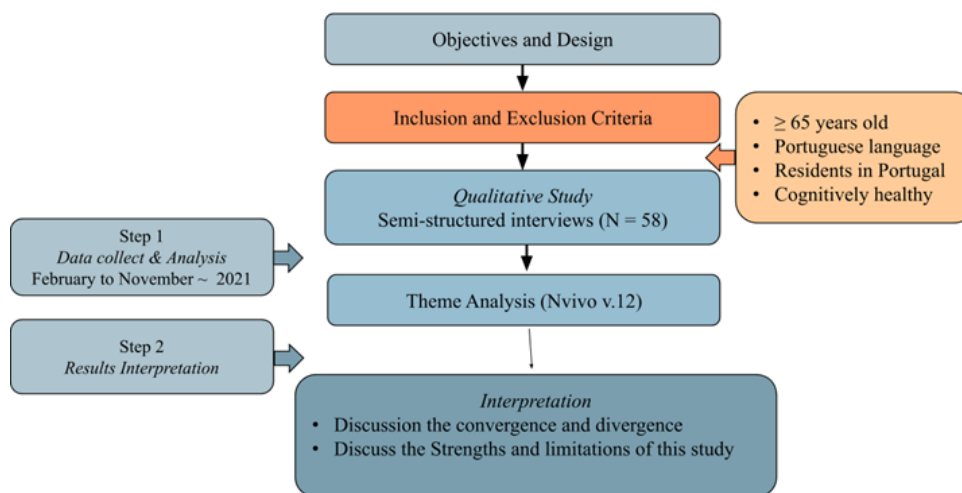 Objectives and Design
Inclusion and Exclusion Criteria
• ≥ 65 years old
• Portuguese language
• Residents in Portugal
• Cognitively healthy
Qualitative Study
Semi-structured interviews (N = 58)
Step 1
Data collect & Analysis
February to November ~ 2021
Theme Analysis (Nvivo v.12)
Step 2
Results Interpretation
Interpretation
• Discussion the convergence and divergence
• Discuss the Strengths and limitations of this study